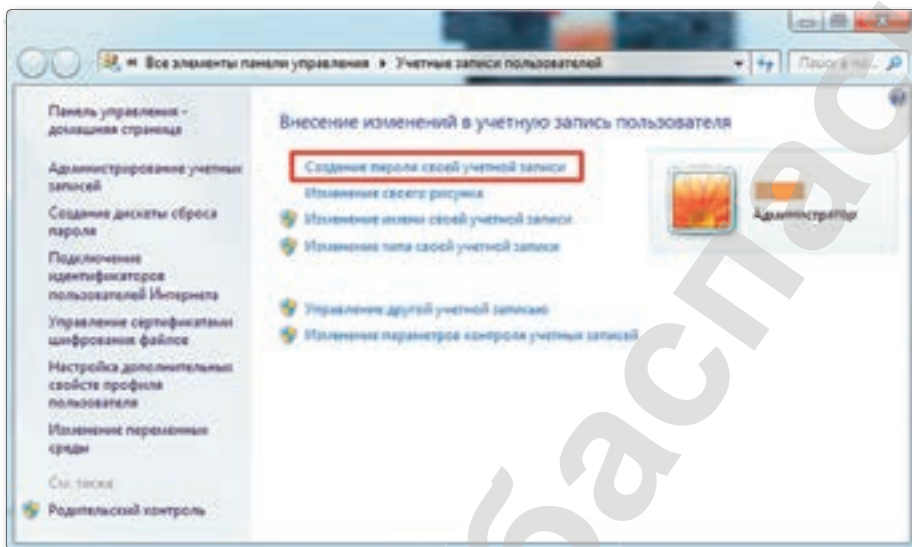 Все элементы панели управления ▸ Учетные записи пользователей
Поиск в
Панель управления -
домашняя страница
Администрирование учетных
записей
Создание дискеты сброса
пароля
Подключение
идентификаторов
пользователей Интернета
Управление сертификатами
шифрования файлов
Настройка дополнительных
свойств профиля
пользователя
Изменение переменных
среды
См. также
Родительский контроль
Внесение изменений в учетную запись пользователя
Создание пароля своей учетной записи
Изменение своего рисунка
Изменение имени своей учетной записи
Изменение типа своей учетной записи
Управление другой учетной записью
Изменение параметров контроля учетных записей
Администратор
баспас